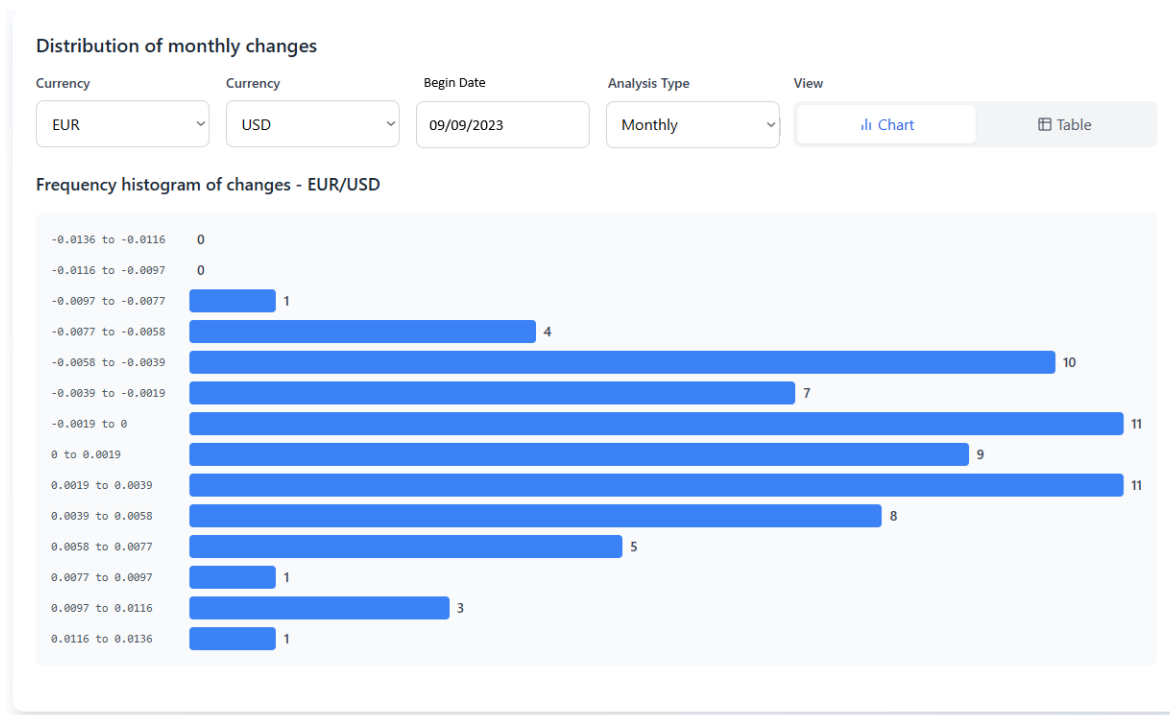 Distribution of monthly changes
Currency Currency Begin Date Analysis Type View
EUR USD 09/09/2023 Monthly Chart Table
Frequency histogram of changes - EUR/USD
-0.0136 to -0.0116 0
-0.0116 to -0.0097 0
-0.0097 to -0.0077 1
-0.0077 to -0.0058 4
-0.0058 to -0.0039 10
-0.0039 to -0.0019 7
-0.0019 to 0 11
0 to 0.0019 9
0.0019 to 0.0039 11
0.0039 to 0.0058 8
0.0058 to 0.0077 5
0.0077 to 0.0097 1
0.0097 to 0.0116 3
0.0116 to 0.0136 1